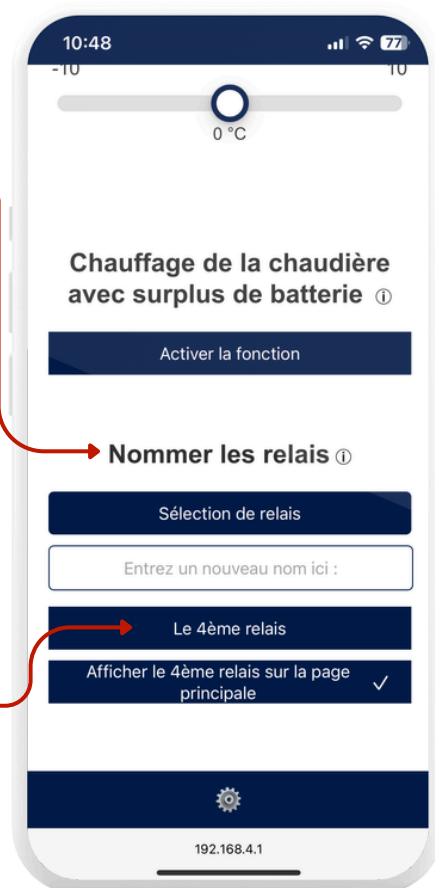 10:48
77
-10
10
0 °C
Chauffage de la chaudière
avec surplus de batterie ⓘ
Activer la fonction
Nommer les relais ⓘ
Sélection de relais
Entrez un nouveau nom ici :
Le 4ème relais
Afficher le 4ème relais sur la page
principale ✓
192.168.4.1